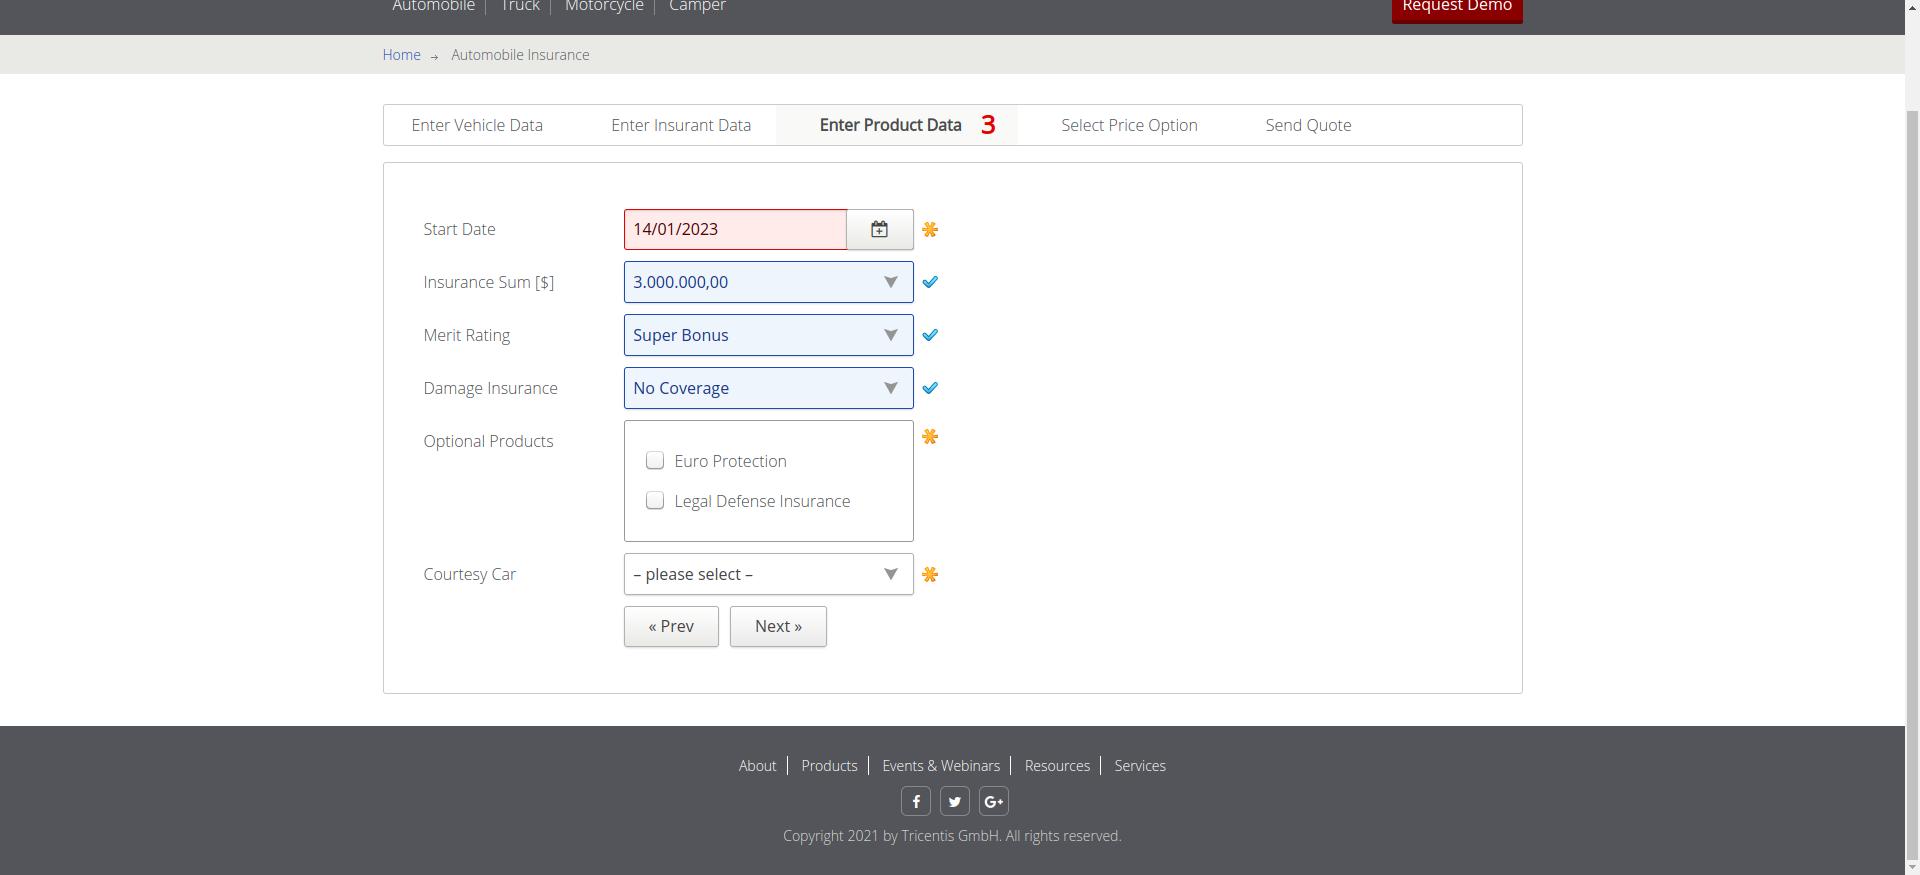 Automobile Truck Motorcycle Camper Request Demo
Home → Automobile Insurance
Enter Vehicle Data Enter Insurant Data Enter Product Data 3 Select Price Option Send Quote
Start Date 14/01/2023
Insurance Sum [$] 3.000.000,00
Merit Rating Super Bonus
Damage Insurance No Coverage
Optional Products
Euro Protection
Legal Defense Insurance
Courtesy Car – please select –
« Prev Next »
About Products Events & Webinars Resources Services
f G+
Copyright 2021 by Tricentis GmbH. All rights reserved.